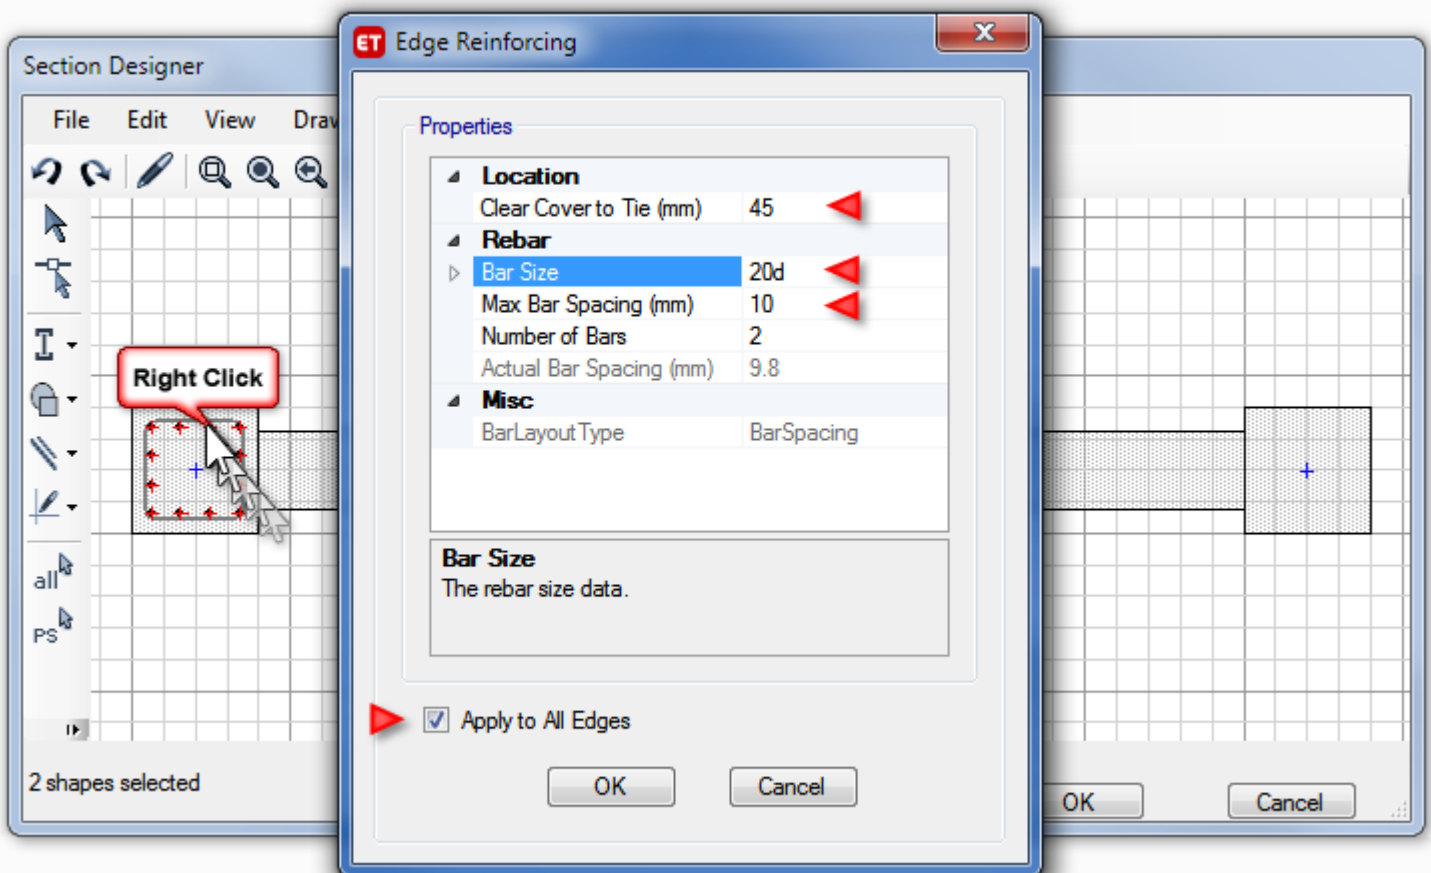 ET Edge Reinforcing
x
Section Designer
File Edit View Drav
Properties
Location
Clear Cover to Tie (mm) 45
Rebar
Bar Size 20d
Max Bar Spacing (mm) 10
Number of Bars 2
Actual Bar Spacing (mm) 9.8
Misc
BarLayoutType BarSpacing
Right Click
Bar Size
The rebar size data.
all
PS
Apply to All Edges
2 shapes selected
OK Cancel
OK Cancel